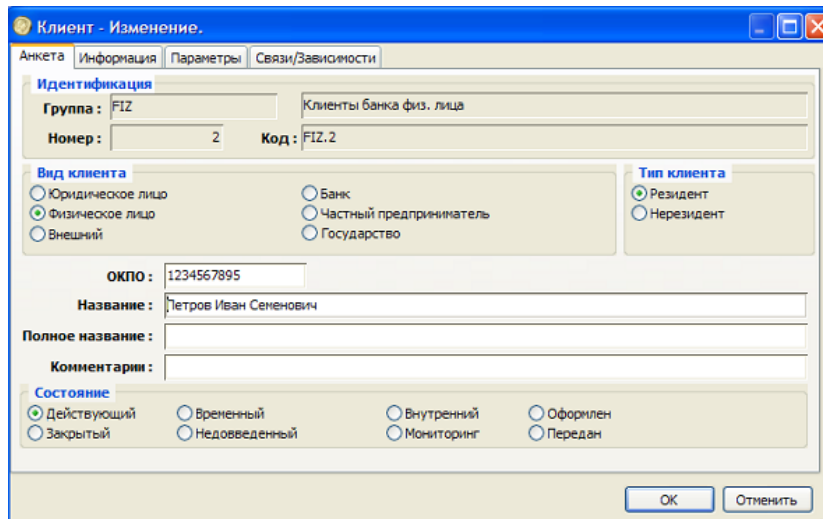 Клиент - Изменение.
Анкета Информация Параметры Связи/Зависимости
Идентификация
Группа : FIZ Клиенты банка физ. лица
Номер : 2 Код : FIZ.2
Вид клиента Тип клиента
Юридическое лицо Банк Резидент
Физическое лицо Частный предприниматель Нерезидент
Внешний Государство
ОКПО : 1234567895
Название : Петров Иван Семенович
Полное название :
Комментарии :
Состояние
Действующий Временный Внутренний Оформлен
Закрытый Недовведенный Мониторинг Передан
OK Отменить